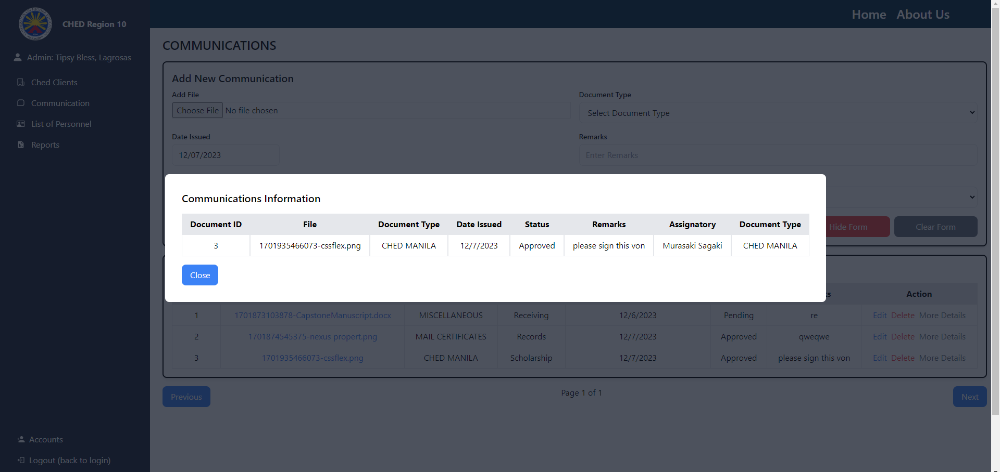 CHED Region 10
Admin: Tipsy Bless, Lagrosas
Ched Clients
Communication
List of Personnel
Reports
Accounts
Logout (back to login)
Home About Us
COMMUNICATIONS
Add New Communication
Add File
Choose File No file chosen
Document Type
Select Document Type
Date Issued
12/07/2023
Remarks
Enter Remarks
Hide Form Clear Form
Communications Information
Document ID File Document Type Date Issued Status Remarks Assignatory Document Type
3 1701935466073-cssflex.png CHED MANILA 12/7/2023 Approved please sign this von Murasaki Sagaki CHED MANILA
Close
Action
1 1701873103878-CapstoneManuscript.docx MISCELLANEOUS Receiving 12/6/2023 Pending re Edit Delete More Details
2 1701874545375-nexus propert.png MAIL CERTIFICATES Records 12/7/2023 Approved qweqwe Edit Delete More Details
3 1701935466073-cssflex.png CHED MANILA Scholarship 12/7/2023 Approved please sign this von Edit Delete More Details
Previous Page 1 of 1 Next